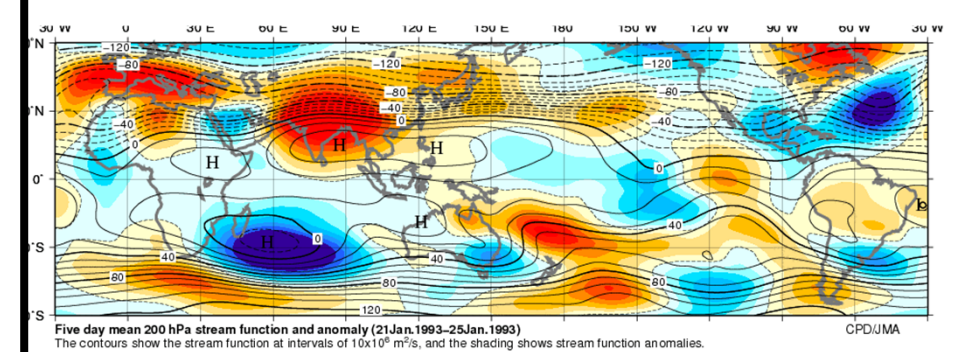 30 W 0 30 E 60 E 90 E 120 E 150 E 180 150 W 120 W 90 W 60 W 30 W
-120 -120 -120
-80 -80 -80
-40 -40 -40
0 0 0
H H H
0°
H
H 0 40
40 40
80 80 80
120
Five day mean 200 hPa stream function and anomaly (21Jan.1993–25Jan.1993) CPD/JMA
The contours show the stream function at intervals of 10x10⁶ m²/s, and the shading shows stream function anomalies.